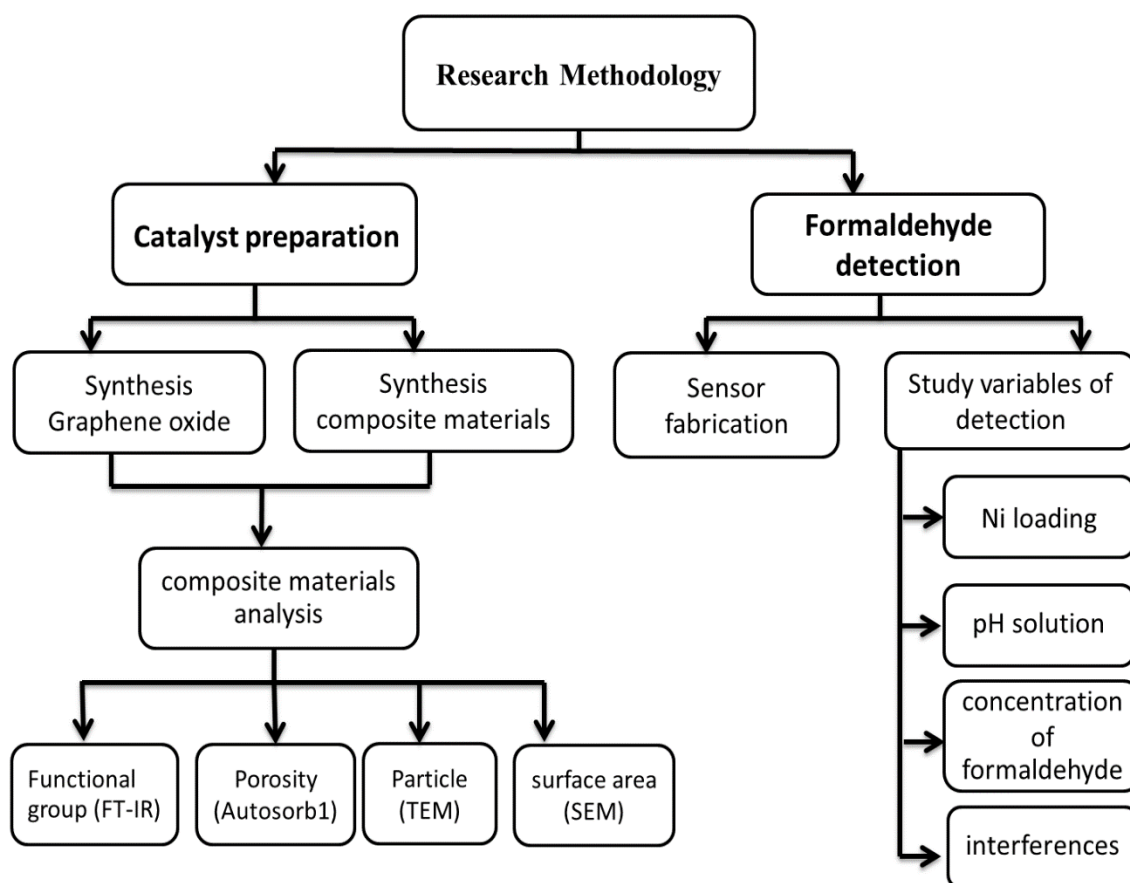 Research Methodology
Catalyst preparation
Formaldehyde
detection
Synthesis
Graphene oxide
Synthesis
composite materials
Sensor
fabrication
Study variables of
detection
composite materials
analysis
Functional
group (FT-IR)
Porosity
(Autosorb1)
Particle
(TEM)
surface area
(SEM)
Ni loading
pH solution
concentration
of
formaldehyde
interferences